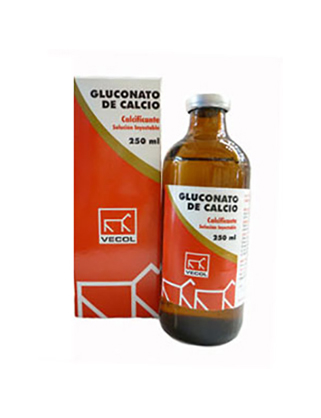 GLUCONATO
DE CALCIO
Calcificante
Solución Inyectable
250 ml
VECOL
GLUCONATO
DE CALCIO
Calcificante
Solución Inyectable
250 ml
VECOL